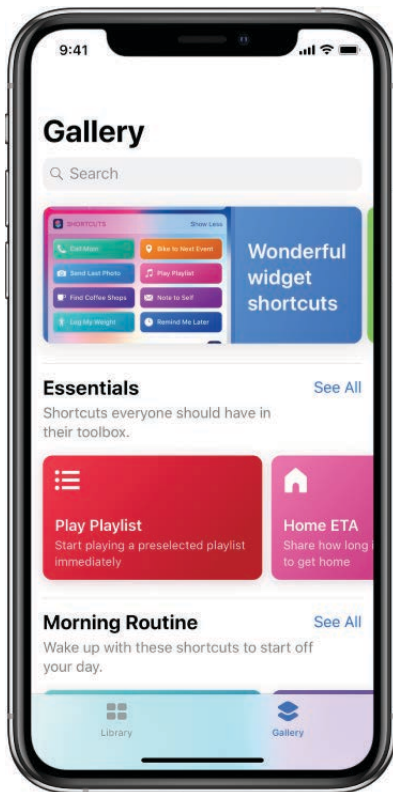 9:41
Gallery
Search
SHORTCUTS Show Less
Call Mom Bike to Next Event
Send Last Photo Play Playlist
Find Coffee Shops Note to Self
Log My Weight Remind Me Later
Wonderful
widget
shortcuts
Essentials See All
Shortcuts everyone should have in
their toolbox.
Play Playlist
Start playing a preselected playlist
immediately
Home ETA
Share how long
to get home
Morning Routine See All
Wake up with these shortcuts to start off
your day.
Library Gallery